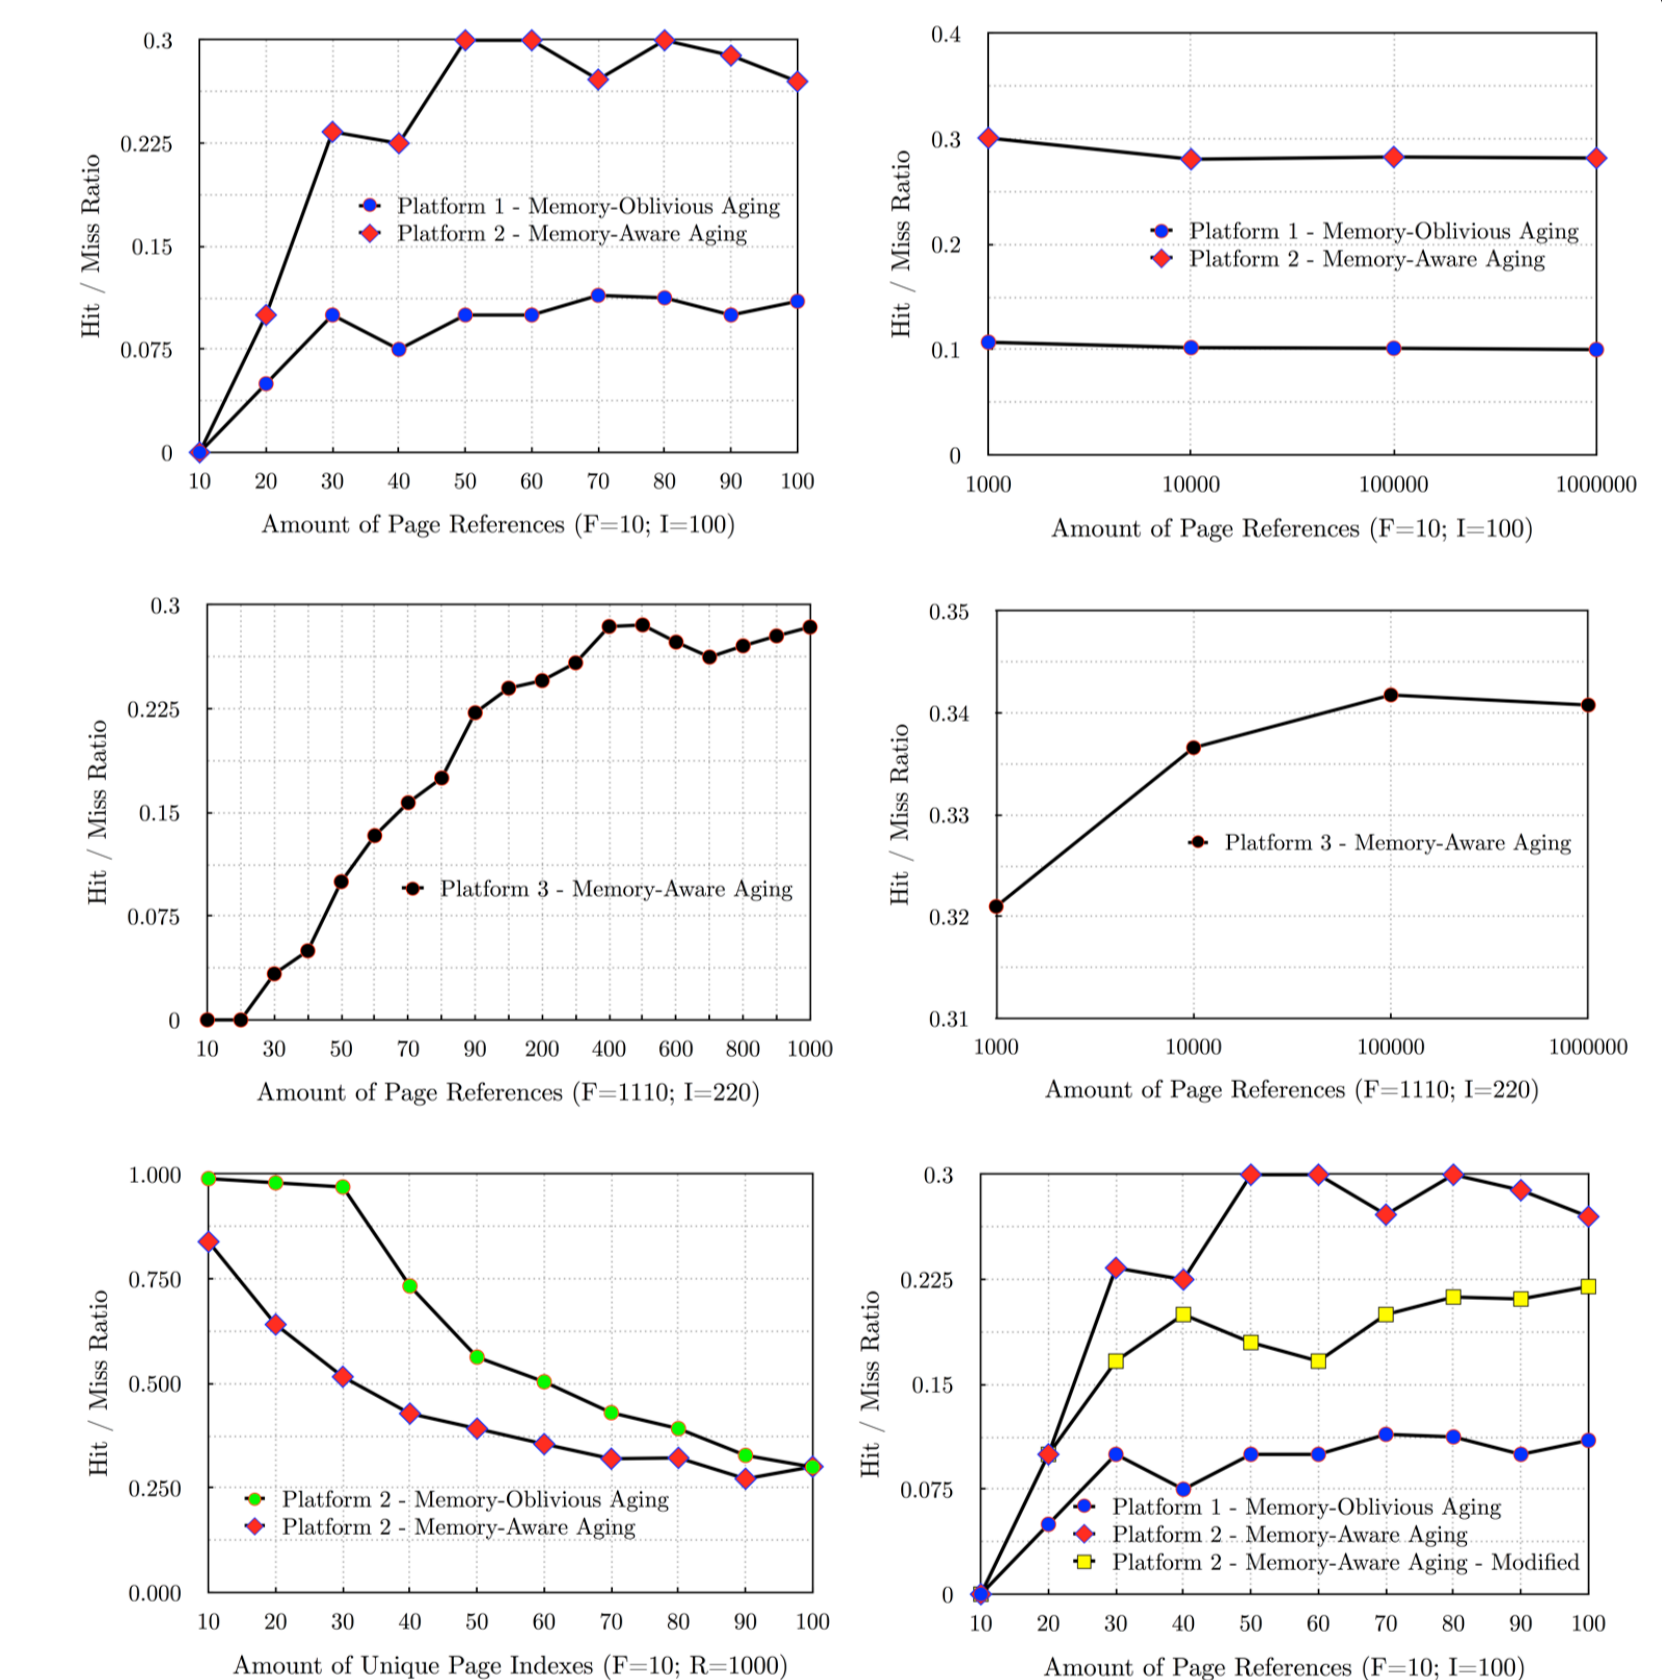 0.3
0.225
0.15
0.075
0
Hit / Miss Ratio
Platform 1 - Memory-Oblivious Aging
Platform 2 - Memory-Aware Aging
10 20 30 40 50 60 70 80 90 100
Amount of Page References (F=10; I=100)
0.4
0.3
0.2
0.1
0
Hit / Miss Ratio
Platform 1 - Memory-Oblivious Aging
Platform 2 - Memory-Aware Aging
1000 10000 100000 1000000
Amount of Page References (F=10; I=100)
0.3
0.225
0.15
0.075
0
Hit / Miss Ratio
Platform 3 - Memory-Aware Aging
10 30 50 70 90 200 400 600 800 1000
Amount of Page References (F=1110; I=220)
0.35
0.34
0.33
0.32
0.31
Hit / Miss Ratio
Platform 3 - Memory-Aware Aging
1000 10000 100000 1000000
Amount of Page References (F=1110; I=220)
1.000
0.750
0.500
0.250
0.000
Hit / Miss Ratio
Platform 2 - Memory-Oblivious Aging
Platform 2 - Memory-Aware Aging
10 20 30 40 50 60 70 80 90 100
Amount of Unique Page Indexes (F=10; R=1000)
0.3
0.225
0.15
0.075
0
Hit / Miss Ratio
Platform 1 - Memory-Oblivious Aging
Platform 2 - Memory-Aware Aging
Platform 2 - Memory-Aware Aging - Modified
10 20 30 40 50 60 70 80 90 100
Amount of Page References (F=10; I=100)